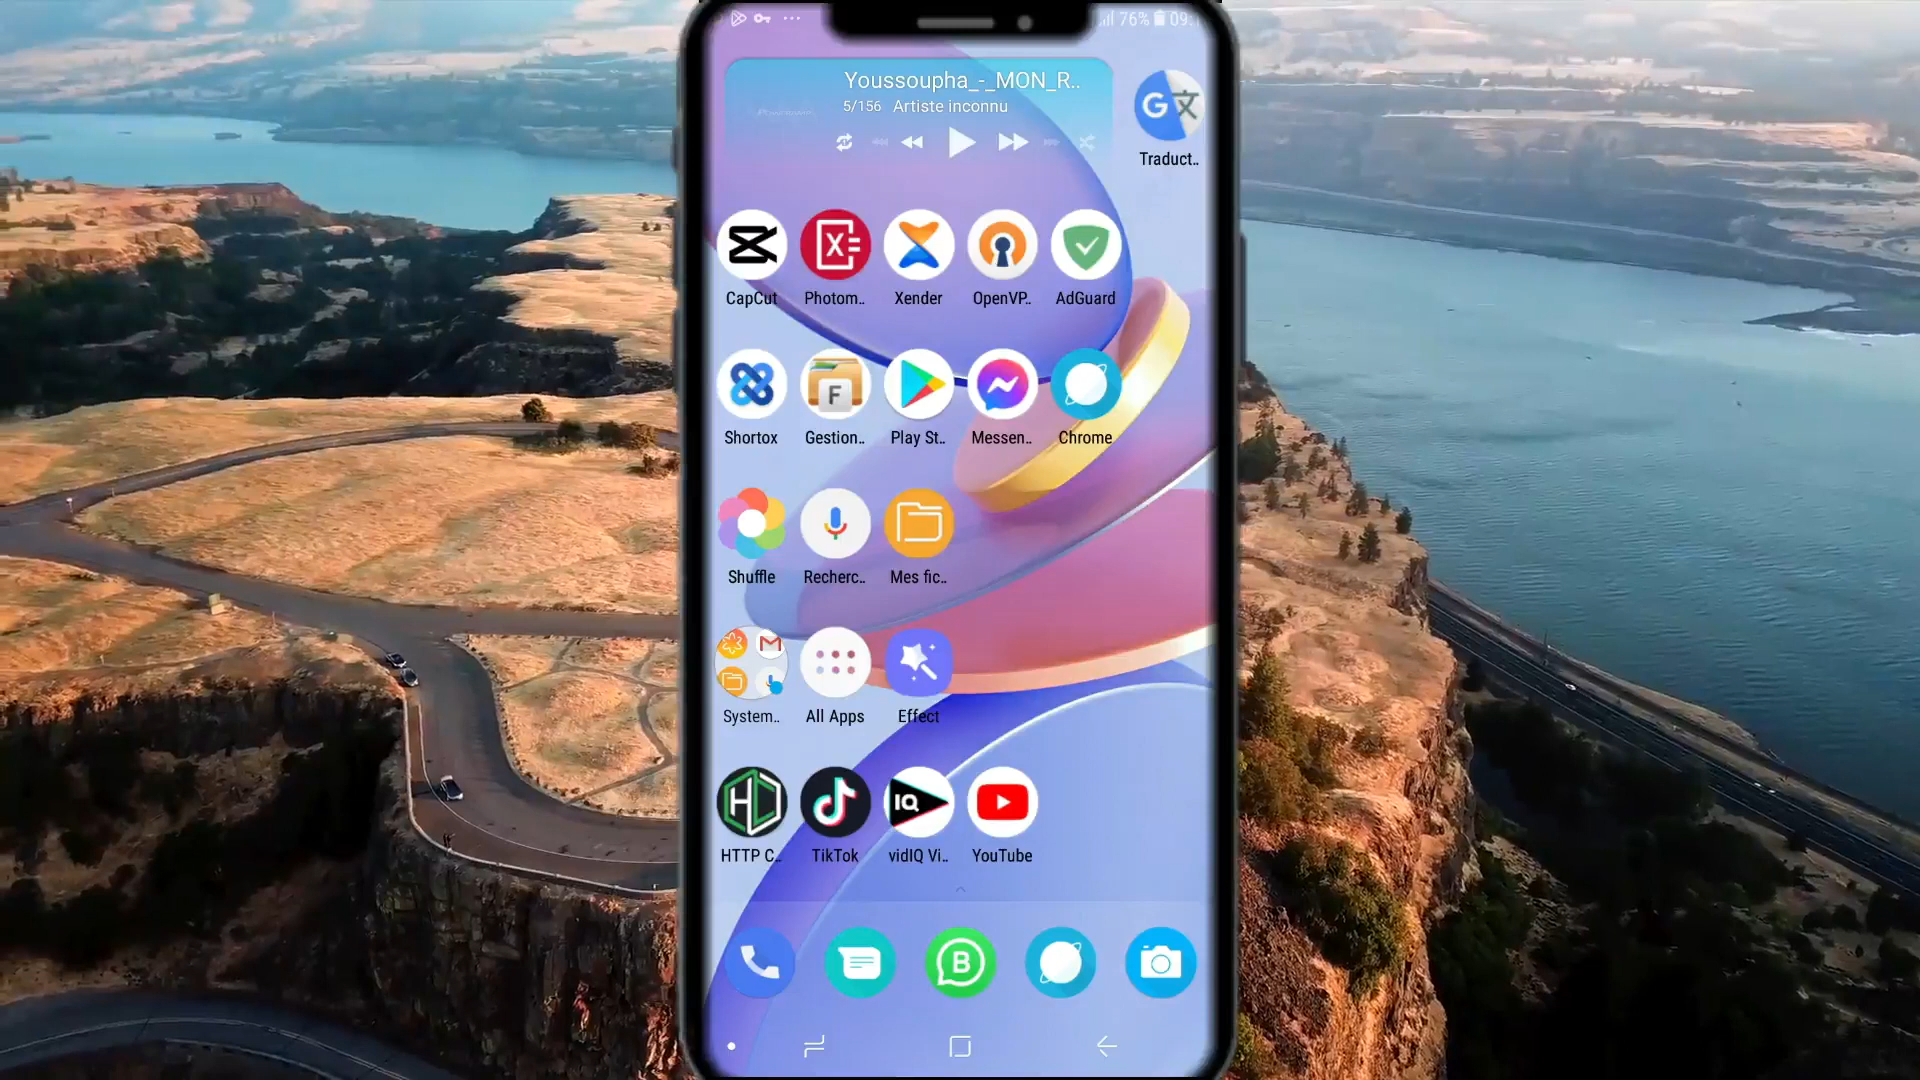 76% 09:
Youssoupha_-_MON_R..
5/156 Artiste inconnu
Traduct..
CapCut
Photom..
Xender
OpenVP..
AdGuard
Shortox
Gestion..
Play St..
Messen..
Chrome
Shuffle
Recherc..
Mes fic..
System..
All Apps
Effect
HTTP C..
TikTok
vidIQ Vi..
YouTube